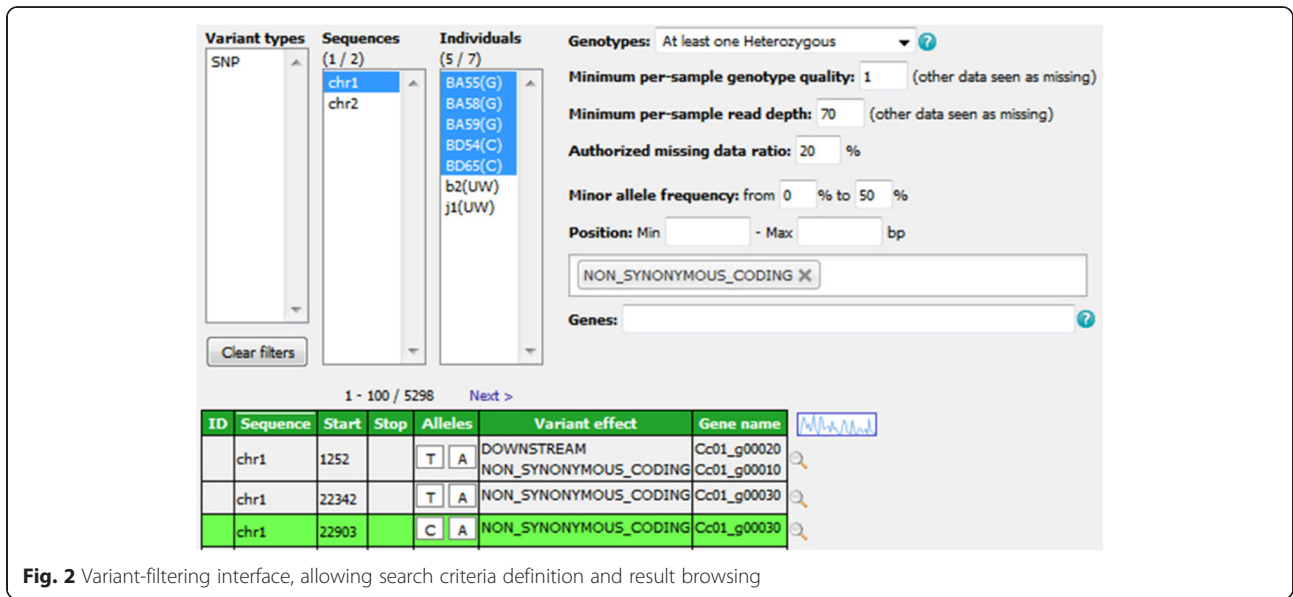 Variant types
SNP
Clear filters
Sequences
(1 / 2)
chr1
chr2
Individuals
(5 / 7)
BA55(G)
BA58(G)
BA59(G)
BD54(C)
BD65(C)
b2(UW)
j1(UW)
Genotypes: At least one Heterozygous ?
Minimum per-sample genotype quality: 1 (other data seen as missing)
Minimum per-sample read depth: 70 (other data seen as missing)
Authorized missing data ratio: 20 %
Minor allele frequency: from 0 % to 50 %
Position: Min - Max bp
NON_SYNONYMOUS_CODING ✖
Genes: ?
1 - 100 / 5298 Next >
ID Sequence Start Stop Alleles Variant effect Gene name
chr1 1252 T A DOWNSTREAM Cc01_g00020
NON_SYNONYMOUS_CODING Cc01_g00010
chr1 22342 T A NON_SYNONYMOUS_CODING Cc01_g00030
chr1 22903 C A NON_SYNONYMOUS_CODING Cc01_g00030
Fig. 2 Variant-filtering interface, allowing search criteria definition and result browsing